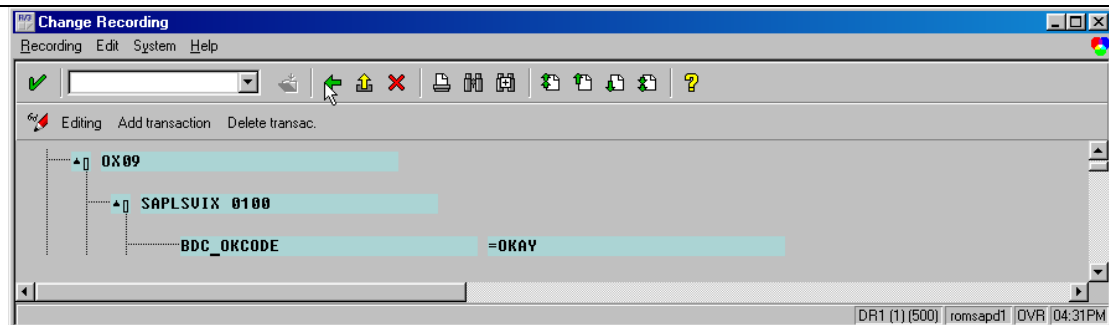 Change Recording
Recording Edit System Help
Editing Add transaction Delete transac.
OX09
SAPLSVIX 0100
BDC_OKCODE =OKAY
DR1 (1) (500) romsapd1 OVR 04:31PM